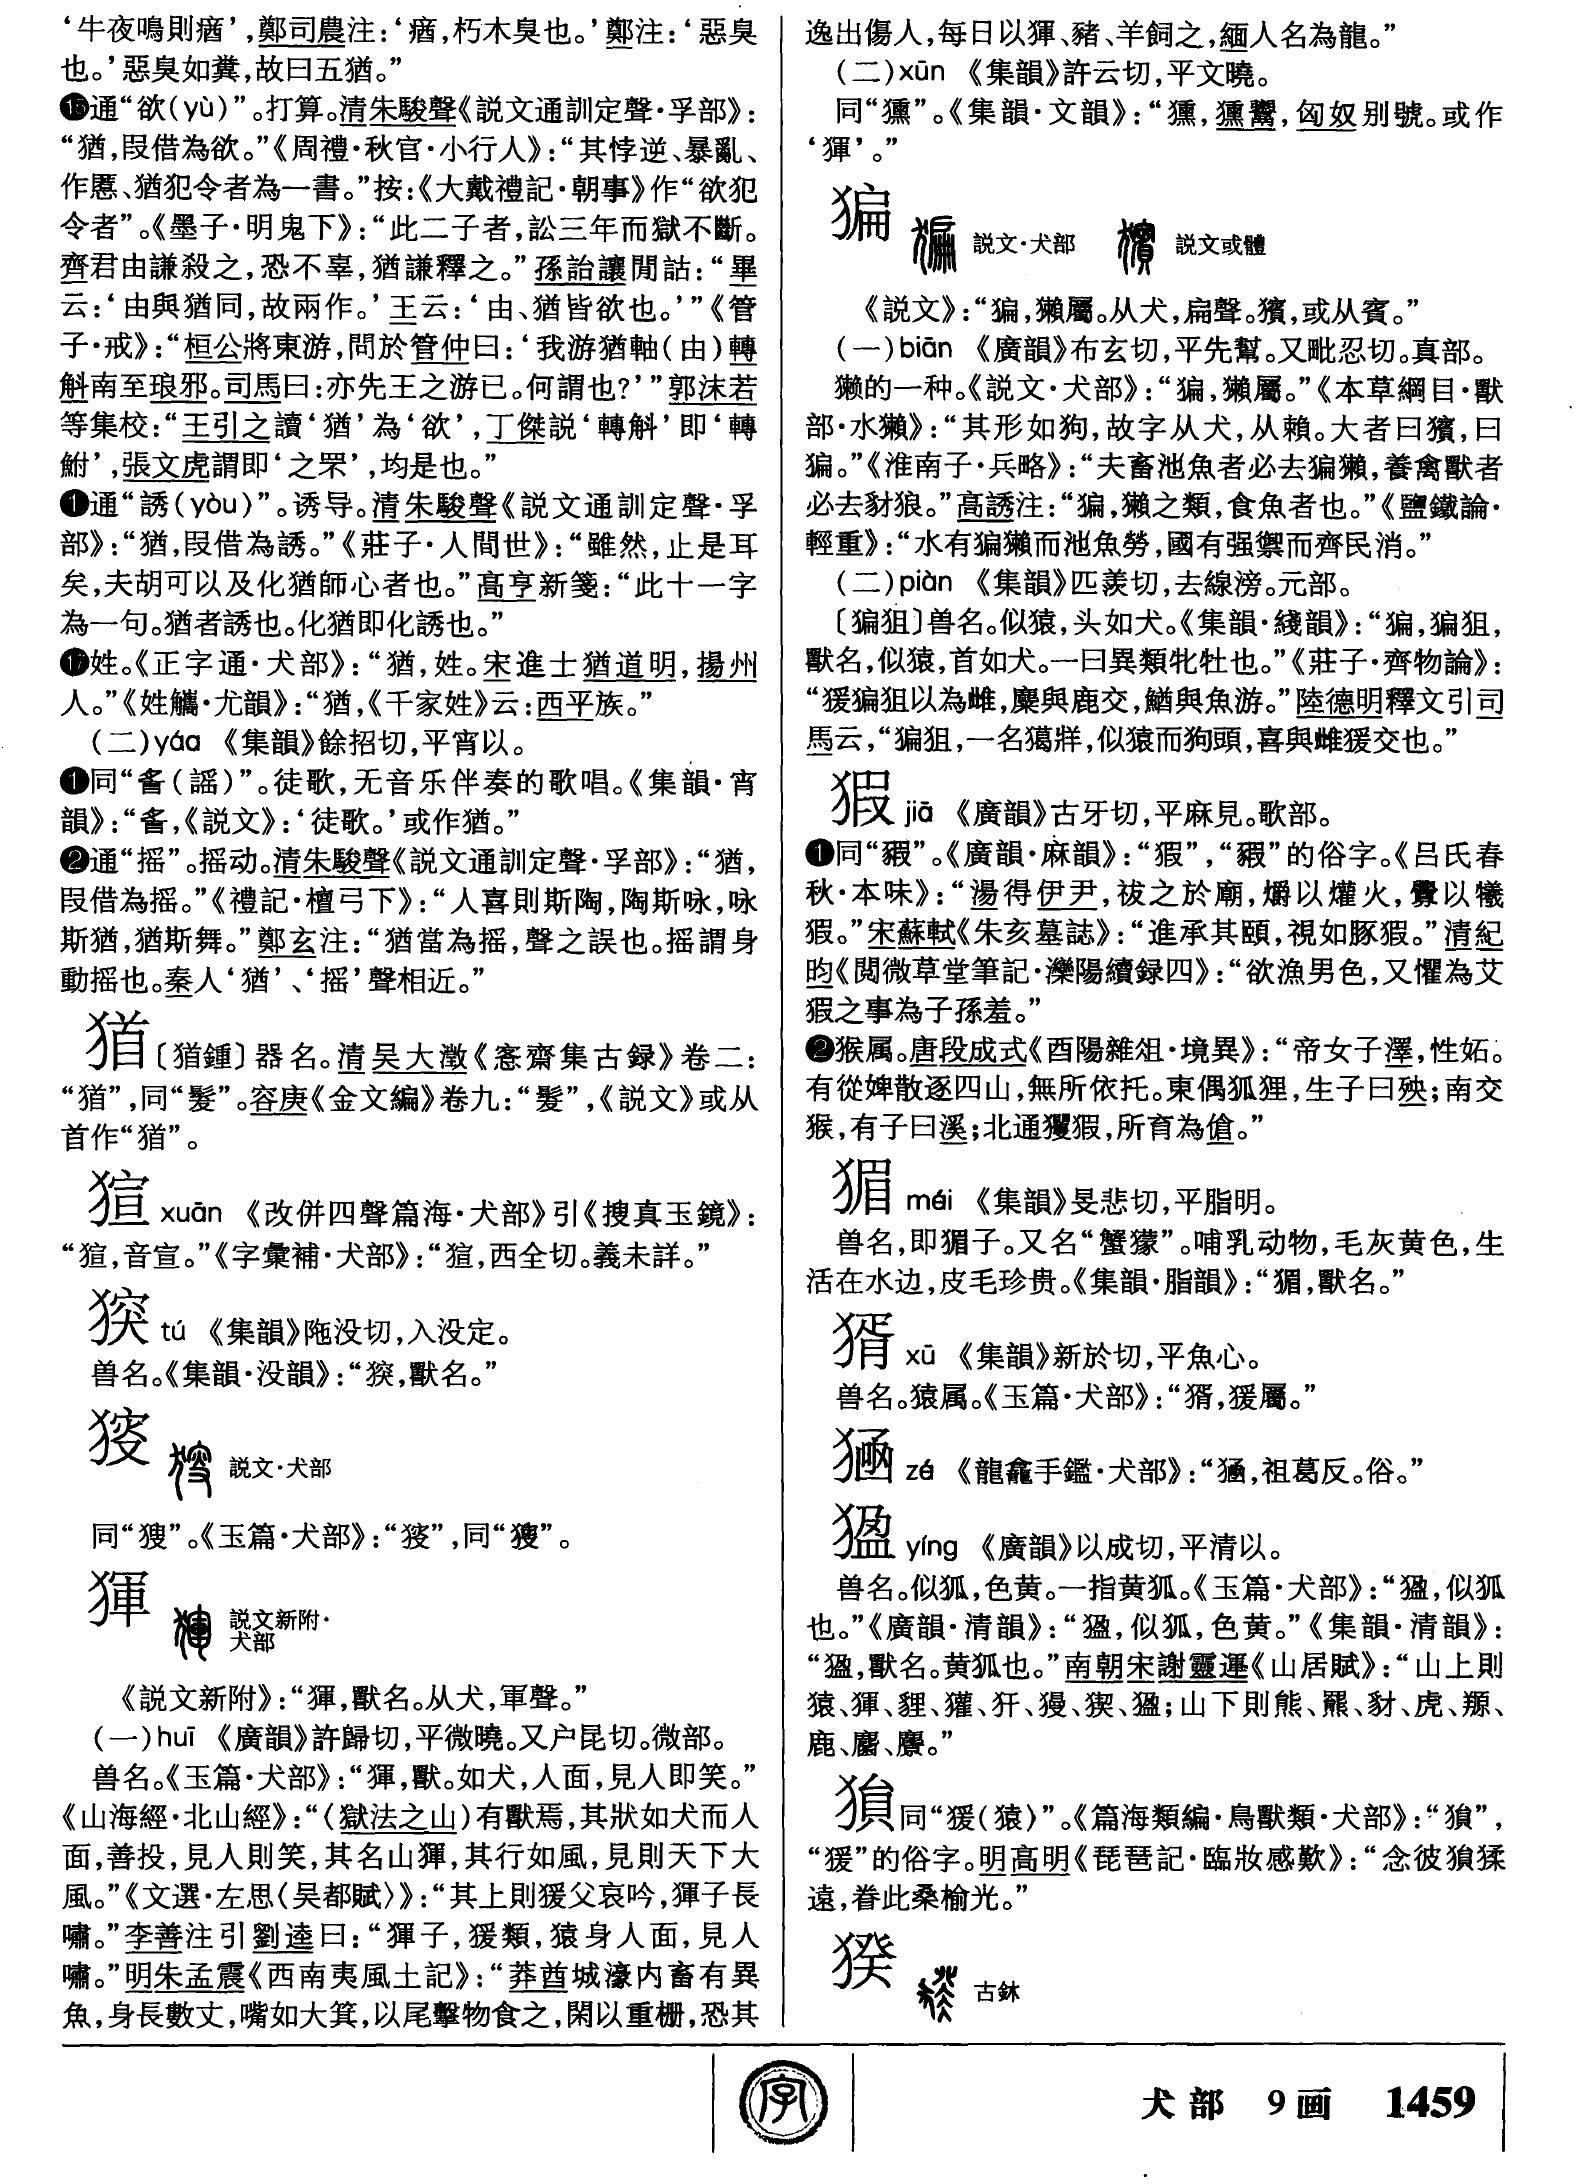 ‘牛夜鳴則㾞’,鄭司農注:‘㾞,朽木臭也。’鄭注:‘惡臭
也。’惡臭如糞,故曰五猶。”
⓯通“欲(yù)”。打算。清朱駿聲《説文通訓定聲·孚部》:
“猶,叚借為欲。”《周禮·秋官·小行人》:“其悖逆、暴亂、
作慝、猶犯令者為一書。”按:《大戴禮記·朝事》作“欲犯
令者”。《墨子·明鬼下》:“此二子者,訟三年而獄不斷。
齊君由謙殺之,恐不辜,猶謙釋之。”孫詒讓閒詁:“畢
云:‘由與猶同,故兩作。’王云:‘由、猶皆欲也。’”《管
子·戒》:“桓公將東游,問於管仲曰:‘我游猶軸(由)轉
斛南至琅邪。司馬曰:亦先王之游已。何謂也?’”郭沫若
等集校:“王引之讀‘猶’為‘欲’,丁傑説‘轉斛’即‘轉
鮒’,張文虎謂即‘之罘’,均是也。”
❶通“誘(yòu)”。诱导。清朱駿聲《説文通訓定聲·孚
部》:“猶,叚借為誘。”《莊子·人間世》:“雖然,止是耳
矣,夫胡可以及化猶師心者也。”高亨新箋:“此十一字
為一句。猶者誘也。化猶即化誘也。”
⓱姓。《正字通·犬部》:“猶,姓。宋進士猶道明,揚州
人。”《姓觿·尤韻》:“猶,《千家姓》云:西平族。”
(二)yáo 《集韻》餘招切,平宵以。
❶同“䚻(謡)”。徒歌,无音乐伴奏的歌唱。《集韻·宵
韻》:“䚻,《説文》:‘徒歌。’或作猶。”
❷通“摇”。摇动。清朱駿聲《説文通訓定聲·孚部》:“猶,
叚借為摇。”《禮記·檀弓下》:“人喜則斯陶,陶斯咏,咏
斯猶,猶斯舞。”鄭玄注:“猶當為摇,聲之誤也。摇謂身
動摇也。秦人‘猶’、‘摇’聲相近。”
㛋〔鍾〕器名。清吴大澂《愙齋集古録》卷二:
“”,同“髮”。容庚《金文編》卷九:“髮”,《説文》或从
首作“”。
狟 xuān 《改併四聲篇海·犬部》引《搜真玉鏡》:
“猹,音宣。”《字彙補·犬部》:“,西全切。義未詳。”
㻬 tú 《集韻》陁没切,入没定。
兽名。《集韻·没韻》:“,獸名。”
獀 説文·犬部
同“獀”。《玉篇·犬部》:“”,同“獀”。
獋 説文新附·
犬部
《説文新附》:“㹯,獸名。从犬,軍聲。”
(一)huī 《廣韻》許歸切,平微曉。又户昆切。微部。
兽名。《玉篇·犬部》:“㹆,獸。如犬,人面,見人即笑。”
《山海經·北山經》:“(獄法之山)有獸焉,其狀如犬而人
面,善投,見人則笑,其名山𤟤,其行如風,見則天下大
風。”《文選·左思〈吴都賦〉》:“其上則猨父哀吟,𤟤子長
嘯。”李善注引劉逵曰:“𤟤子,猨類,猿身人面,見人
嘯。”明朱孟震《西南夷風土記》:“莽酋城濠内畜有異
魚,身長數丈,嘴如大箕,以尾擊物食之,閑以重栅,恐其
逸出傷人,每日以𤟤、豬、羊飼之,緬人名為龍。”
(二)xūn 《集韻》許云切,平文曉。
同“獯”。《集韻·文韻》:“獯,獯鬻,匈奴别號。或作
‘𤟤’。”
猵 説文·犬部 説文或體
《説文》:“猵,獺屬。从犬,扁聲。獱,或从賓。”
(一)biān 《廣韻》布玄切,平先幫。又毗忍切。真部。
獭的一种。《説文·犬部》:“猵,獺屬。”《本草綱目·獸
部·水獺》:“其形如狗,故字从犬,从賴。大者曰獱,曰
猵。”《淮南子·兵略》:“夫畜池魚者必去猵獺,養禽獸者
必去豺狼。”高誘注:“猵,獺之類,食魚者也。”《鹽鐵論·
輕重》:“水有猵獺而池魚勞,國有强禦而齊民消。”
(二)piàn 《集韻》匹羨切,去線滂。元部。
〔猵狙〕兽名。似猿,头如犬。《集韻·綫韻》:“猵,猵狙,
獸名,似猿,首如犬。一曰異類牝牡也。”《莊子·齊物論》:
“猨猵狙以為雌,麋與鹿交,鰌與魚游。”陸德明釋文引司
馬云,“猵狙,一名獦牂,似猿而狗頭,喜與雌猨交也。”
猳 jiā 《廣韻》古牙切,平麻見。歌部。
❶同“豭”。《廣韻·麻韻》:“猳”,“豭”的俗字。《吕氏春
秋·本味》:“湯得伊尹,祓之於廟,爝以爟火,釁以犧
猳。”宋蘇軾《朱亥墓誌》:“進承其頤,視如豚猳。”清紀
昀《閲微草堂筆記·灤陽續録四》:“欲漁男色,又懼為艾
猳之事為子孫羞。”
❷猴属。唐段成式《酉陽雜俎·境異》:“帝女子澤,性妬。
有從婢散逐四山,無所依托。東偶狐狸,生子曰殃;南交
猴,有子曰溪;北通玃猳,所育為傖。”
猸 méi 《集韻》旻悲切,平脂明。
兽名,即猸子。又名“蟹獴”。哺乳动物,毛灰黄色,生
活在水边,皮毛珍贵。《集韻·脂韻》:“猸,獸名。”
㺄 xū 《集韻》新於切,平魚心。
兽名。猿属。《玉篇·犬部》:“,猨屬。”
zé 《龍龕手鑑·犬部》:“,祖葛反。俗。”
yíng 《廣韻》以成切,平清以。
兽名。似狐,色黄。一指黄狐。《玉篇·犬部》:“,似狐
也。”《廣韻·清韻》:“,似狐,色黄。”《集韻·清韻》:
“,獸名。黄狐也。”南朝宋謝靈運《山居賦》:“山上則
猿、𤟤、貍、獾、犴、獌、猰、;山下則熊、羆、豺、虎、羱、
鹿、麕、麖。”
同“猨(猿)”。《篇海類編·鳥獸類·犬部》:“”,
“猨”的俗字。明高明《琵琶記·臨妝感歎》:“念彼猱
遠,眷此桑榆光。”
猤 古鉥
字
犬部 9画 1459